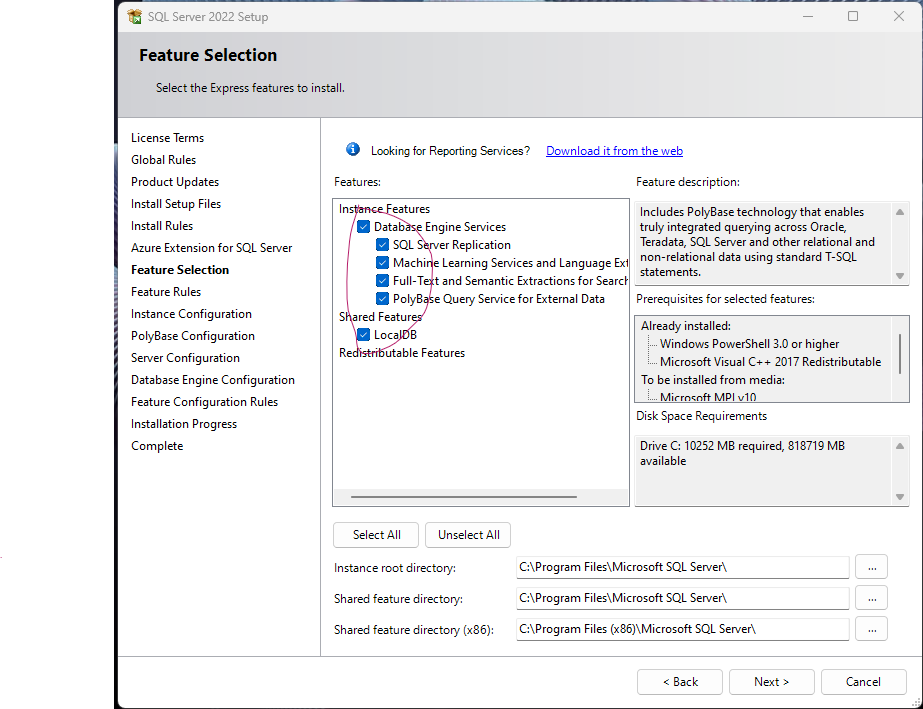 SQL Server 2022 Setup
Feature Selection
Select the Express features to install.
License Terms
Global Rules
Product Updates
Install Setup Files
Install Rules
Azure Extension for SQL Server
Feature Selection
Feature Rules
Instance Configuration
PolyBase Configuration
Server Configuration
Database Engine Configuration
Feature Configuration Rules
Installation Progress
Complete
Looking for Reporting Services? Download it from the web
Features:
Instance Features
Database Engine Services
SQL Server Replication
Machine Learning Services and Language Ext
Full-Text and Semantic Extractions for Search
PolyBase Query Service for External Data
Shared Features
LocalDB
Redistributable Features
Feature description:
Includes PolyBase technology that enables
truly integrated querying across Oracle,
Teradata, SQL Server and other relational and
non-relational data using standard T-SQL
statements.
Prerequisites for selected features:
Already installed:
Windows PowerShell 3.0 or higher
Microsoft Visual C++ 2017 Redistributable
To be installed from media:
Microsoft MPI v10
Disk Space Requirements
Drive C: 10252 MB required, 818719 MB
available
Select All
Unselect All
Instance root directory: C:\Program Files\Microsoft SQL Server\ ...
Shared feature directory: C:\Program Files\Microsoft SQL Server\ ...
Shared feature directory (x86): C:\Program Files (x86)\Microsoft SQL Server\ ...
< Back
Next >
Cancel